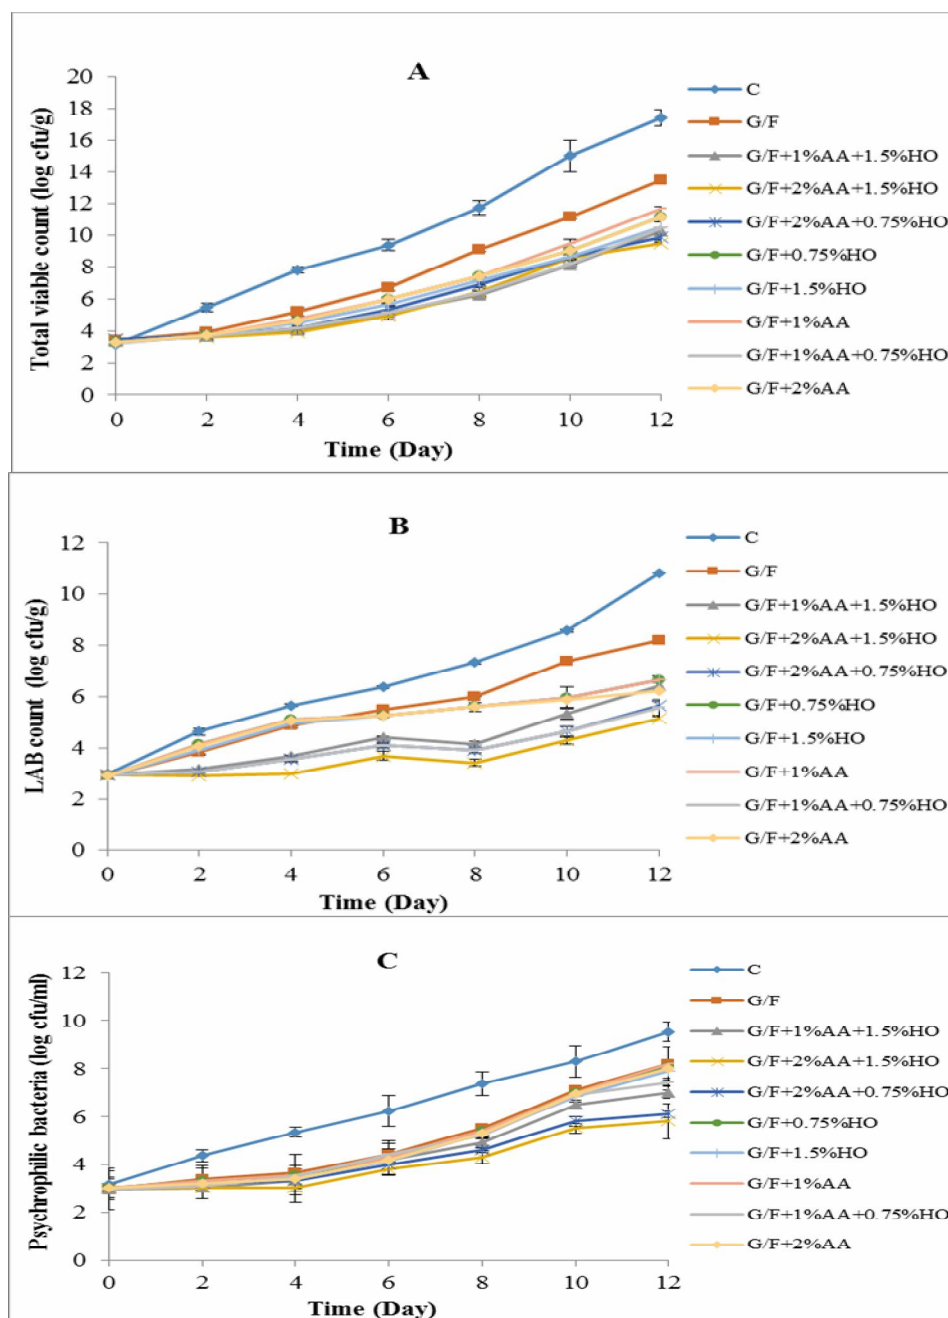 A
Total viable count (log cfu/g)
20
18
16
14
12
10
8
6
4
2
0
0 2 4 6 8 10 12
Time (Day)
C
G/F
G/F+1%AA+1.5%HO
G/F+2%AA+1.5%HO
G/F+2%AA+0.75%HO
G/F+0.75%HO
G/F+1.5%HO
G/F+1%AA
G/F+1%AA+0.75%HO
G/F+2%AA
B
LAB count (log cfu/g)
12
10
8
6
4
2
0
0 2 4 6 8 10 12
Time (Day)
C
G/F
G/F+1%AA+1.5%HO
G/F+2%AA+1.5%HO
G/F+2%AA+0.75%HO
G/F+0.75%HO
G/F+1.5%HO
G/F+1%AA
G/F+1%AA+0.75%HO
G/F+2%AA
C
Psychrophilic bacteria (log cfu/ml)
12
10
8
6
4
2
0
0 2 4 6 8 10 12
Time (Day)
C
G/F
G/F+1%AA+1.5%HO
G/F+2%AA+1.5%HO
G/F+2%AA+0.75%HO
G/F+0.75%HO
G/F+1.5%HO
G/F+1%AA
G/F+1%AA+0.75%HO
G/F+2%AA